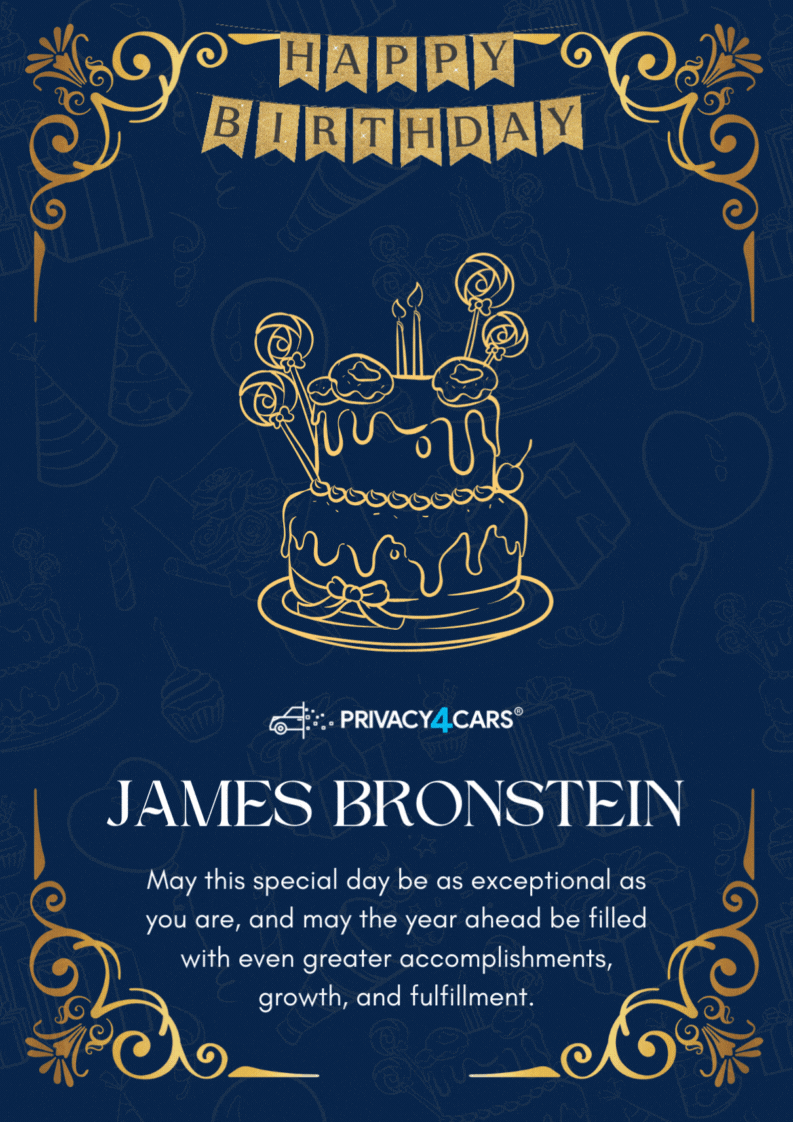 HAPPY
BIRTHDAY
PRIVACY4CARS®
JAMES BRONSTEIN
May this special day be as exceptional as
you are, and may the year ahead be filled
with even greater accomplishments,
growth, and fulfillment.